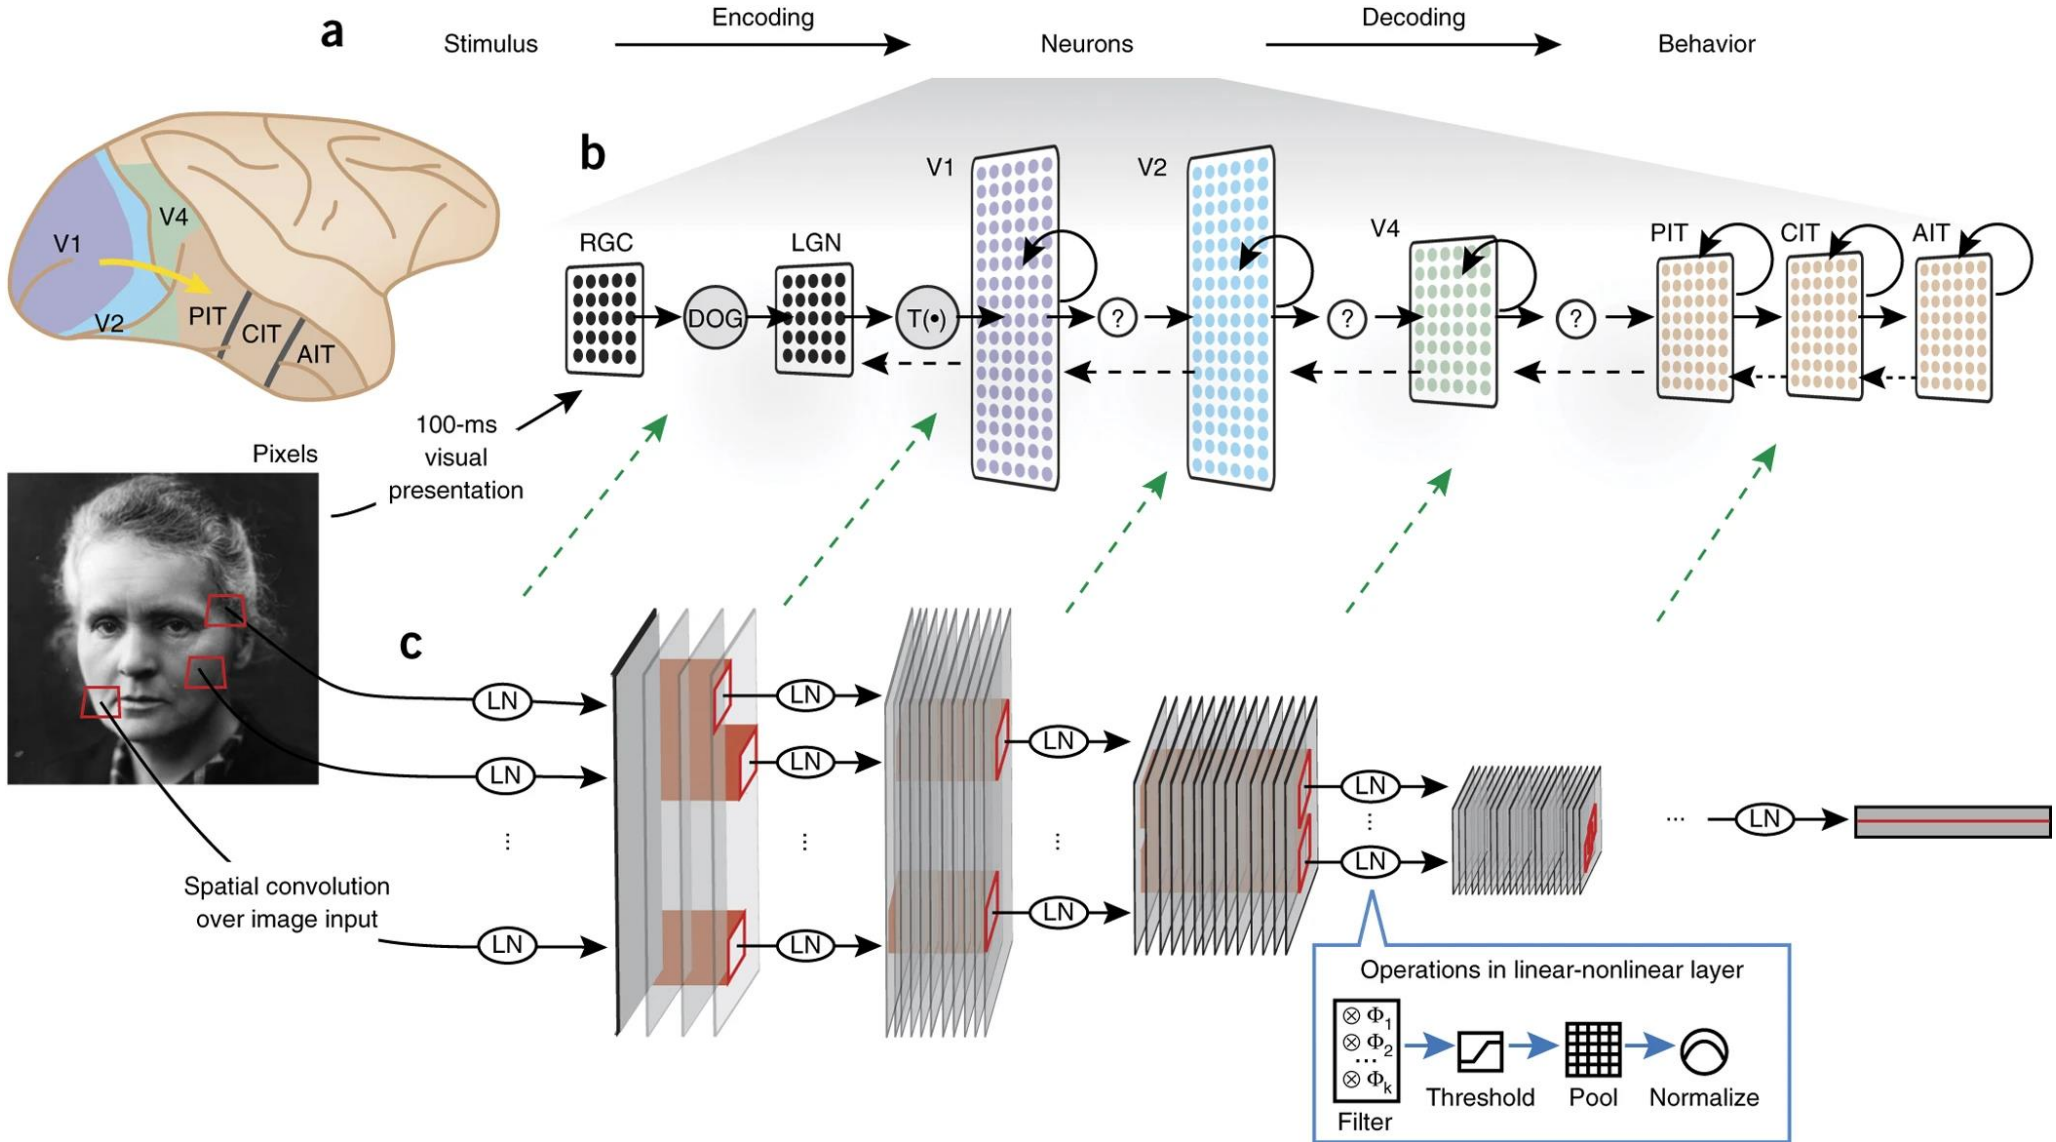 a
Stimulus
Encoding
Neurons
Decoding
Behavior
V1
V2
V4
PIT
CIT
AIT
b
RGC
DOG
LGN
T(•)
V1
?
V2
?
V4
?
PIT
CIT
AIT
100-ms
visual
presentation
Pixels
Spatial convolution
over image input
c
LN
LN
⋮
LN
LN
LN
⋮
LN
LN
⋮
LN
LN
⋮
LN
...
LN
Operations in linear-nonlinear layer
⊗ Φ1
⊗ Φ2
...
⊗ Φk
Filter
Threshold
Pool
Normalize